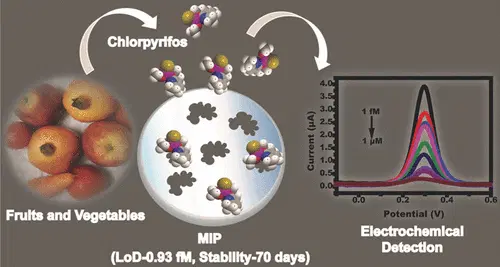 Chlorpyrifos
Fruits and Vegetables
MIP
(LoD-0.93 fM, Stability-70 days)
Current (µA)
4.0
3.5
3.0
2.5
2.0
1.5
1.0
0.5
0.0
1 fM
1 µM
0.0 0.2 0.4 0.6
Potential (V)
Electrochemical
Detection